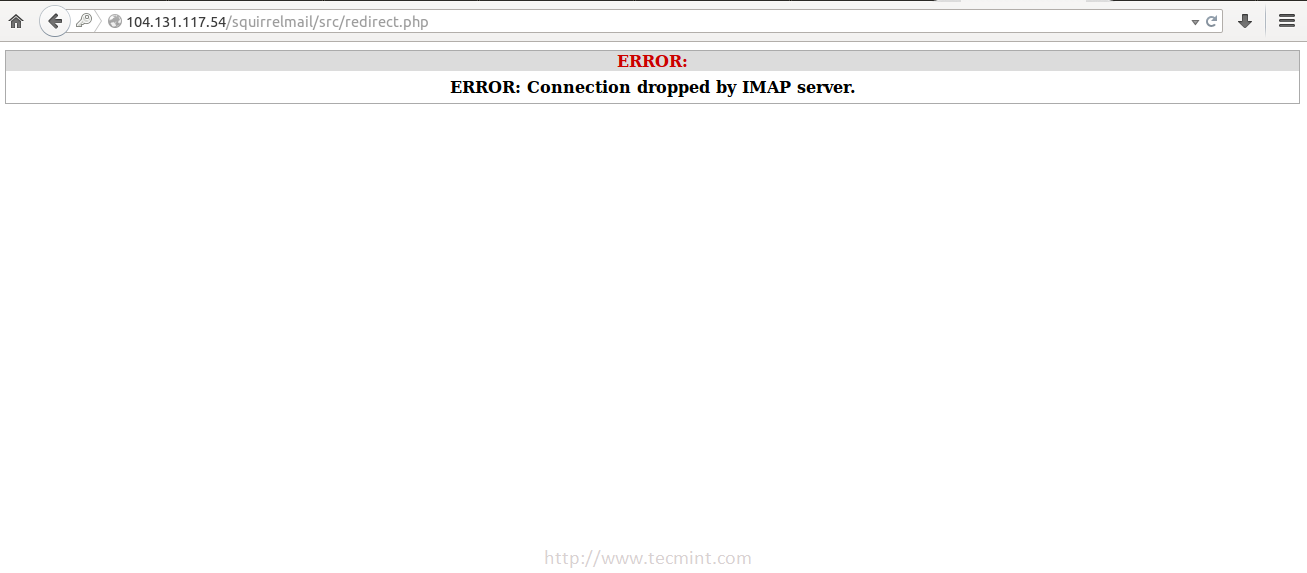 104.131.117.54/squirrelmail/src/redirect.php
ERROR:
ERROR: Connection dropped by IMAP server.
http://www.tecmint.com